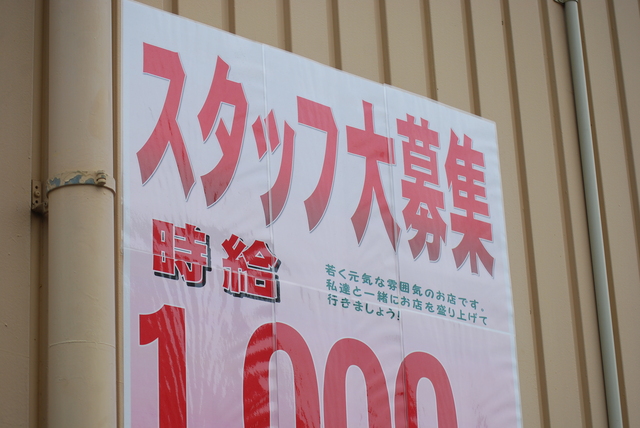 スタッフ大募集
時給
若く元気な雰囲気のお店です。
私達と一緒にお店を盛り上げて
行きましょう!
1,000